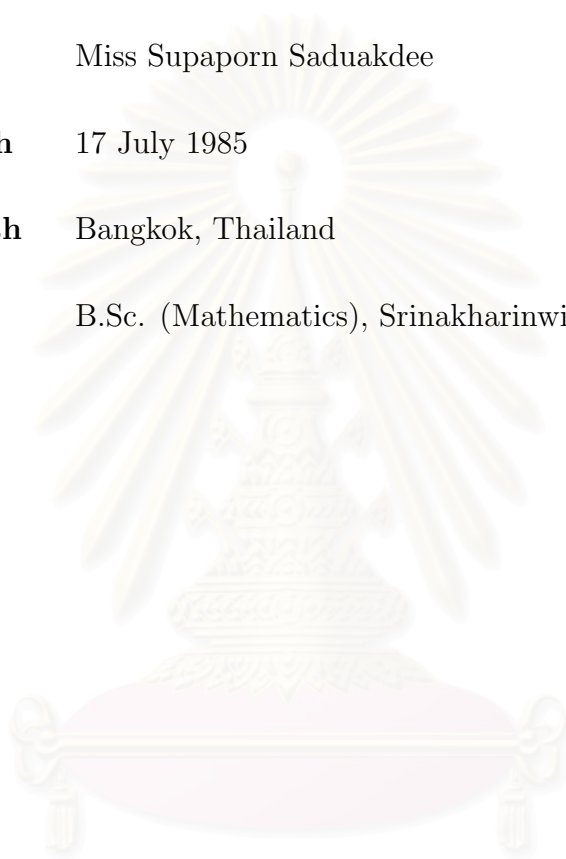 Miss Supaporn Saduakdee
h 17 July 1985
h Bangkok, Thailand
B.Sc. (Mathematics), Srinakharinwi